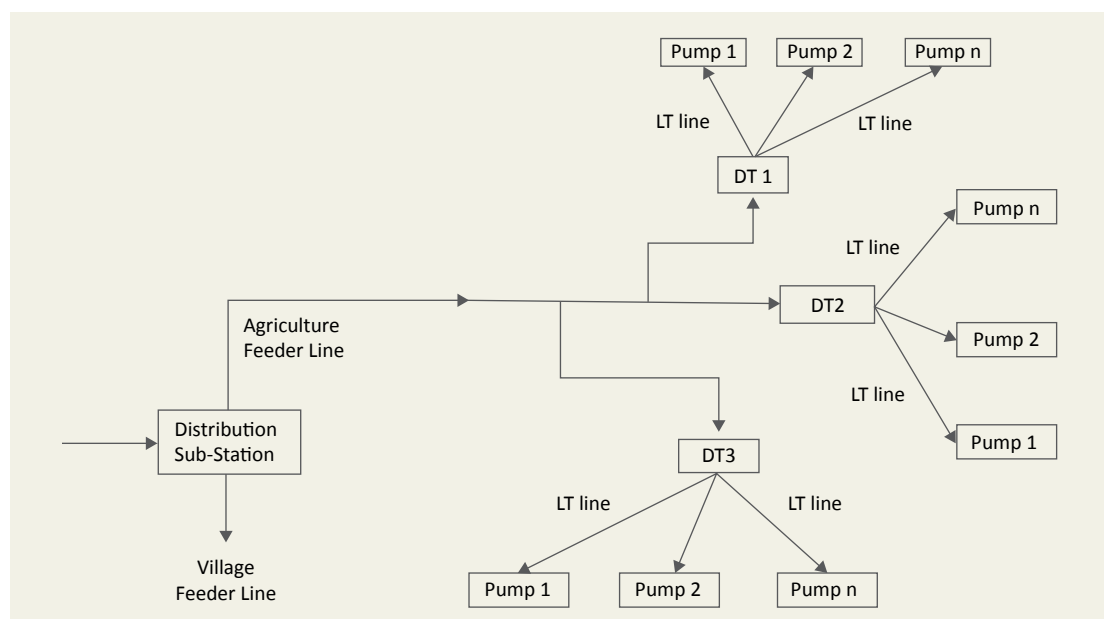 Pump 1
Pump 2
Pump n
LT line
LT line
DT 1
Pump n
LT line
DT2
Agriculture
Feeder Line
Pump 2
LT line
Distribution
Sub-Station
Pump 1
DT3
LT line
LT line
Village
Feeder Line
Pump 1
Pump 2
Pump n